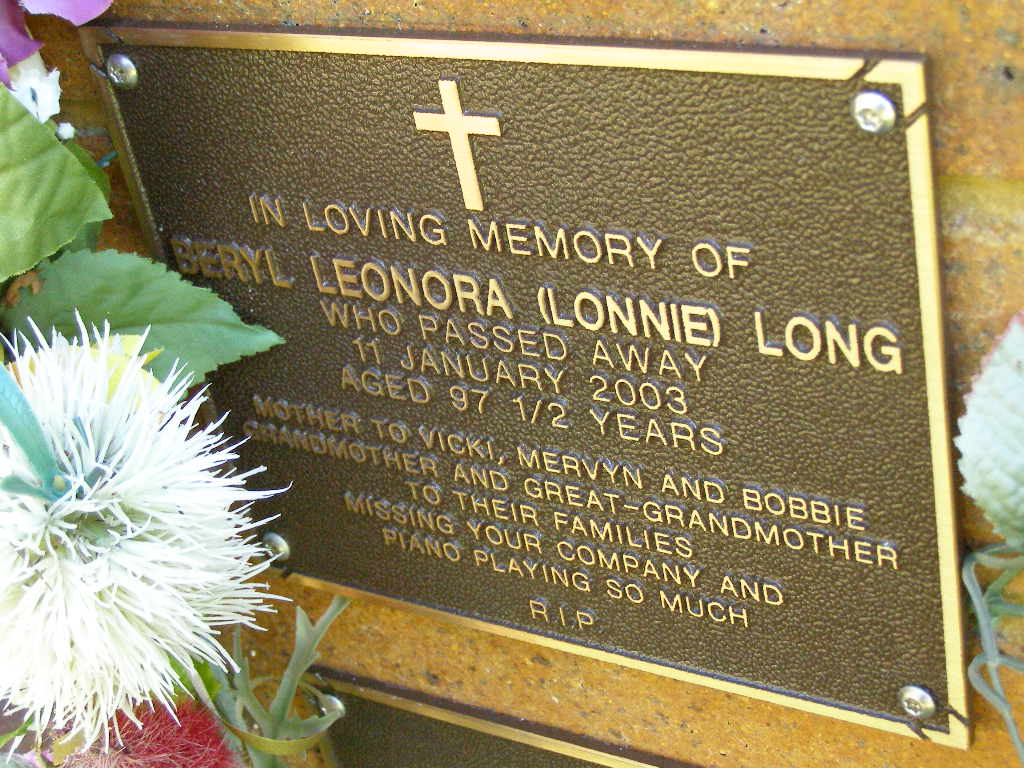 IN LOVING MEMORY OF
BERYL LEONORA (LONNIE) LONG
WHO PASSED AWAY
11 JANUARY 2003
AGED 97 1/2 YEARS
MOTHER TO VICKI, MERVYN AND BOBBIE
GRANDMOTHER AND GREAT-GRANDMOTHER
TO THEIR FAMILIES
MISSING YOUR COMPANY AND
PIANO PLAYING SO MUCH
RIP